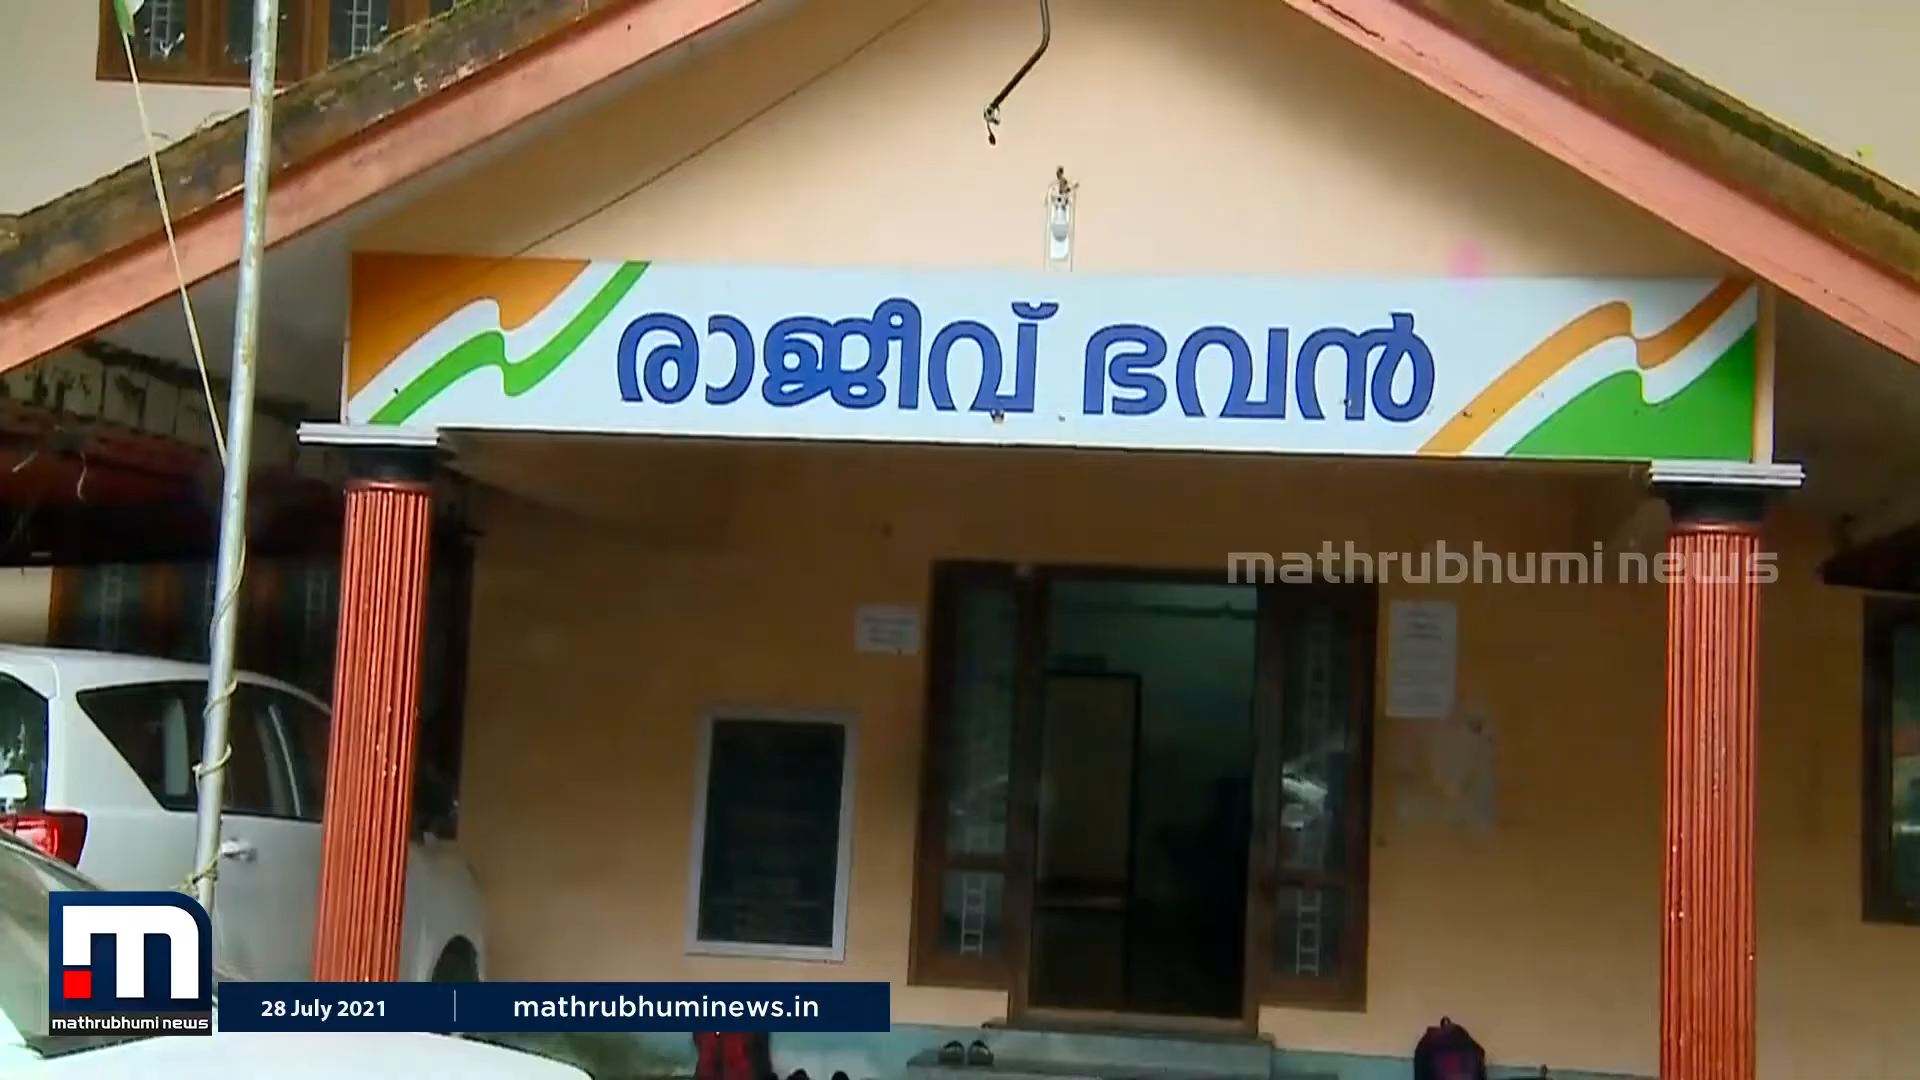 രാജീവ് ഭവൻ
mathrubhumi news
mathrubhumi news
28 July 2021
mathrubhuminews.in